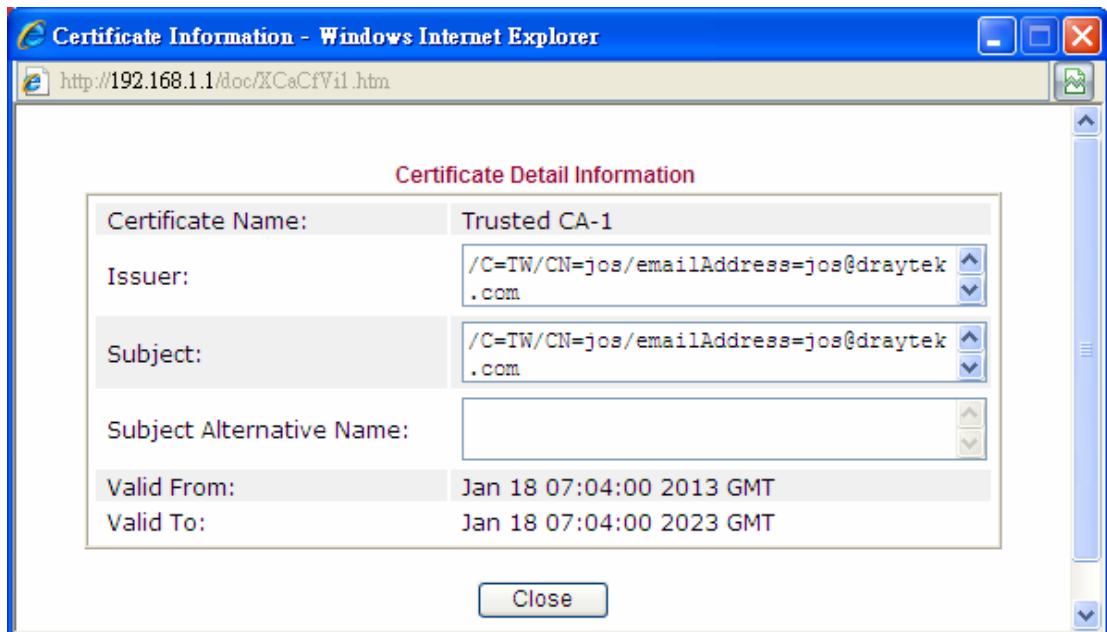 Certificate Information - Windows Internet Explorer
http://192.168.1.1/doc/XCaCfVi1.htm
Certificate Detail Information
Certificate Name: Trusted CA-1
Issuer: /C=TW/CN=jos/emailAddress=jos@draytek
.com
Subject: /C=TW/CN=jos/emailAddress=jos@draytek
.com
Subject Alternative Name:
Valid From: Jan 18 07:04:00 2013 GMT
Valid To: Jan 18 07:04:00 2023 GMT
Close